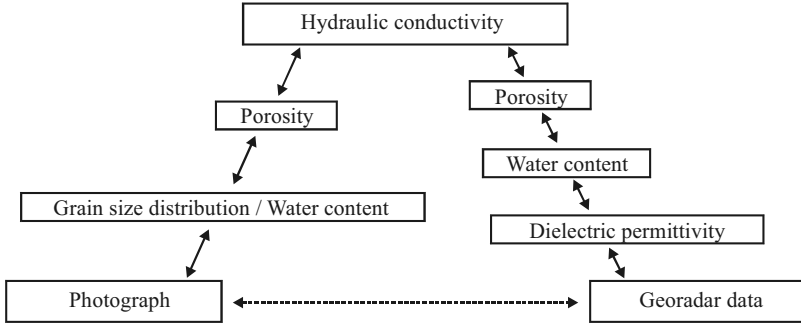 Hydraulic conductivity
Porosity
Porosity
Water content
Grain size distribution / Water content
Dielectric permittivity
Photograph
Georadar data